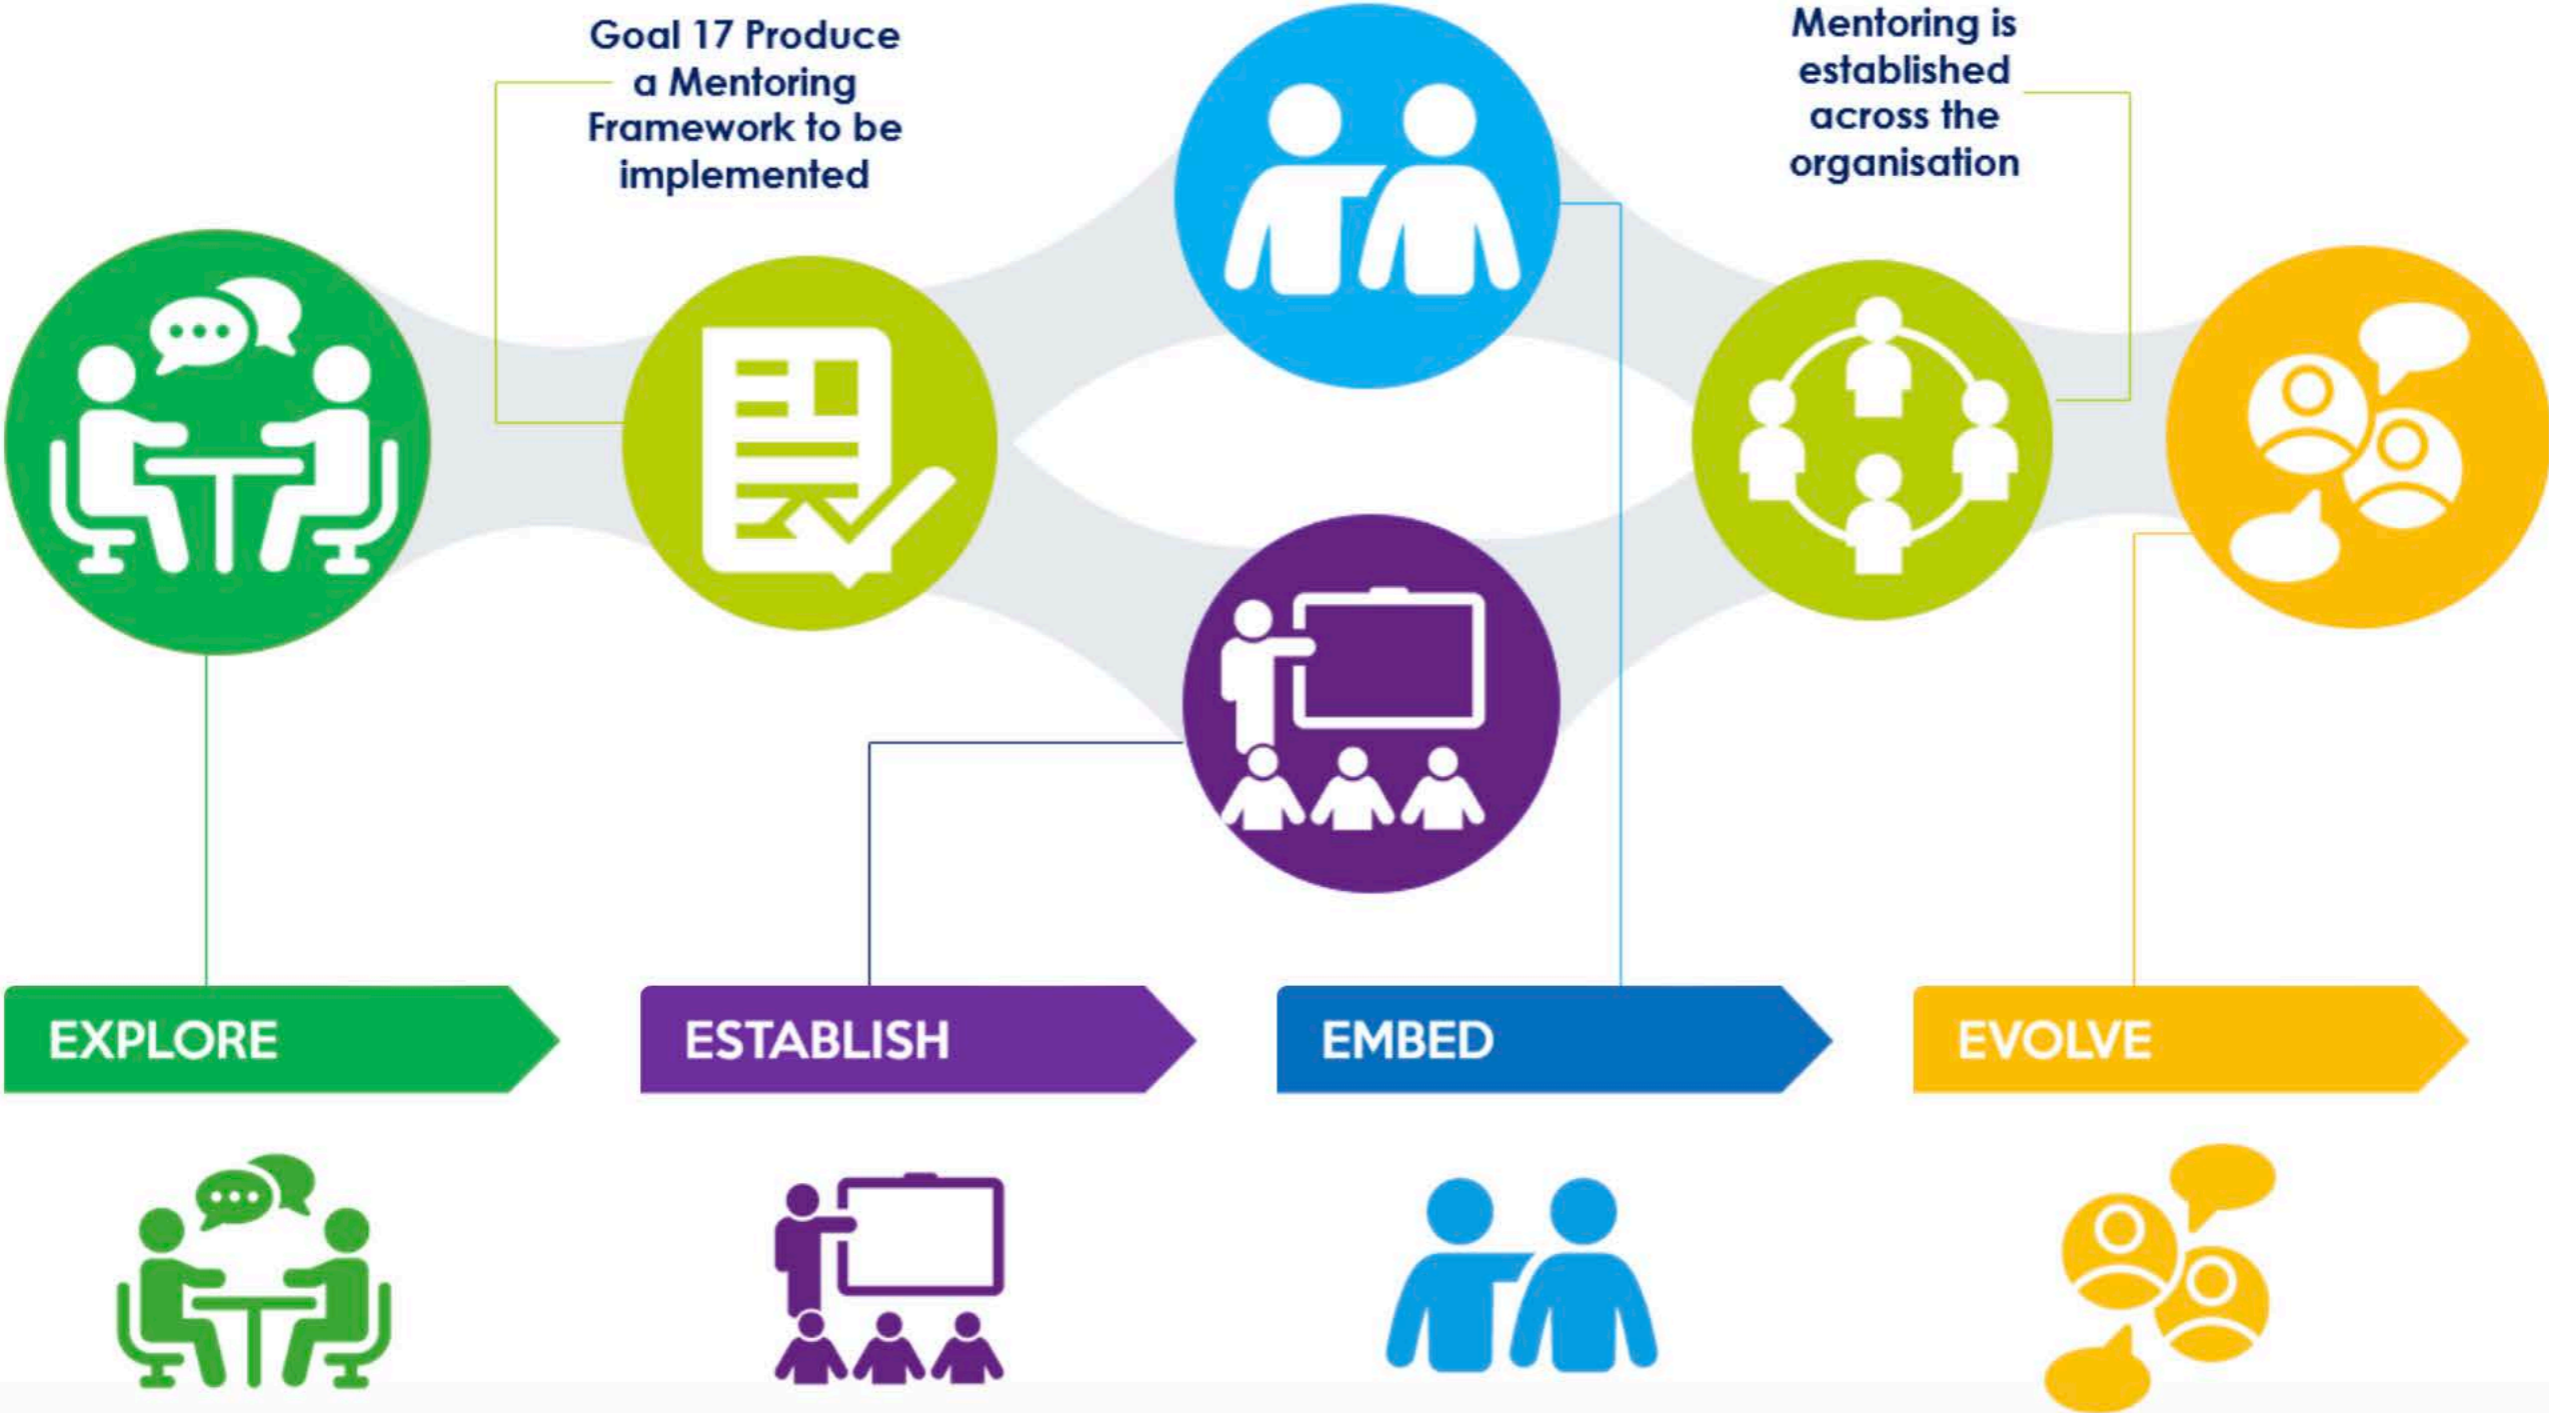 Goal 17 Produce
a Mentoring
Framework to be
implemented
Mentoring is
established
across the
organisation
EXPLORE
ESTABLISH
EMBED
EVOLVE